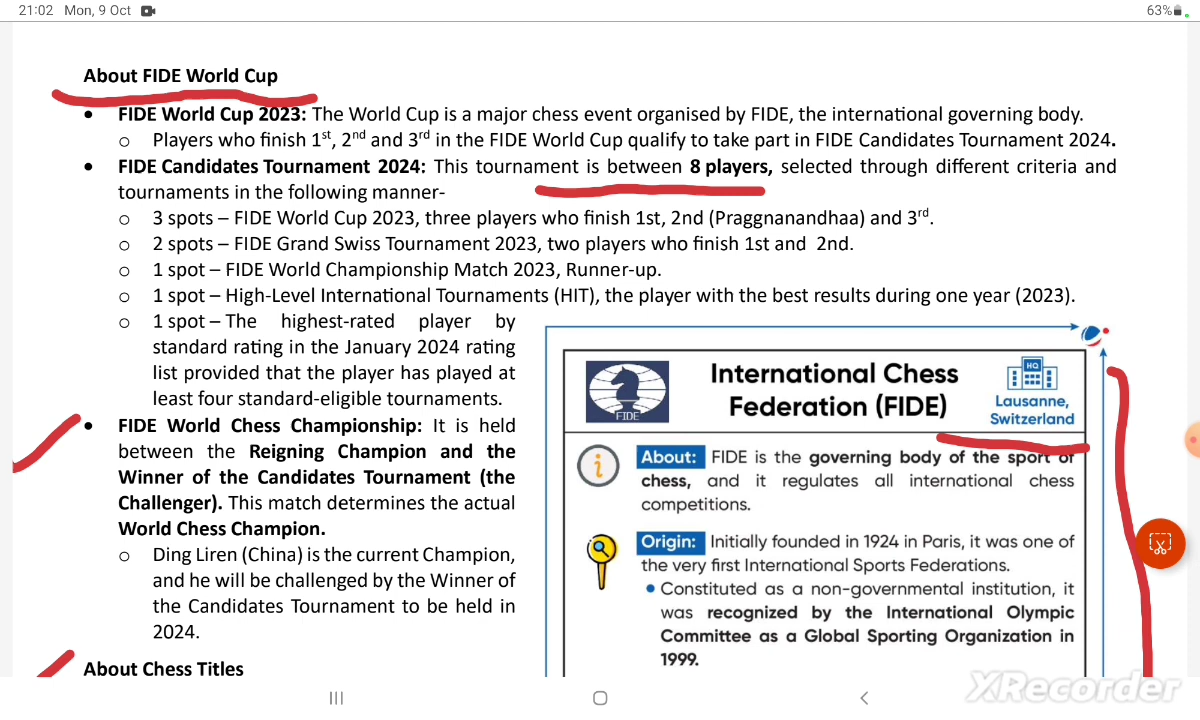 21:02 Mon, 9 Oct
63%
About FIDE World Cup
• FIDE World Cup 2023: The World Cup is a major chess event organised by FIDE, the international governing body.
o Players who finish 1st, 2nd and 3rd in the FIDE World Cup qualify to take part in FIDE Candidates Tournament 2024.
• FIDE Candidates Tournament 2024: This tournament is between 8 players, selected through different criteria and
tournaments in the following manner-
o 3 spots – FIDE World Cup 2023, three players who finish 1st, 2nd (Praggnanandhaa) and 3rd.
o 2 spots – FIDE Grand Swiss Tournament 2023, two players who finish 1st and 2nd.
o 1 spot – FIDE World Championship Match 2023, Runner-up.
o 1 spot – High-Level International Tournaments (HIT), the player with the best results during one year (2023).
o 1 spot – The highest-rated player by
standard rating in the January 2024 rating
list provided that the player has played at
least four standard-eligible tournaments.
• FIDE World Chess Championship: It is held
between the Reigning Champion and the
Winner of the Candidates Tournament (the
Challenger). This match determines the actual
World Chess Champion.
o Ding Liren (China) is the current Champion,
and he will be challenged by the Winner of
the Candidates Tournament to be held in
2024.
About Chess Titles
FIDE
International Chess
Federation (FIDE)
HQ
Lausanne,
Switzerland
About: FIDE is the governing body of the sport of
chess, and it regulates all international chess
competitions.
Origin: Initially founded in 1924 in Paris, it was one of
the very first International Sports Federations.
• Constituted as a non-governmental institution, it
was recognized by the International Olympic
Committee as a Global Sporting Organization in
1999.
XRecorder